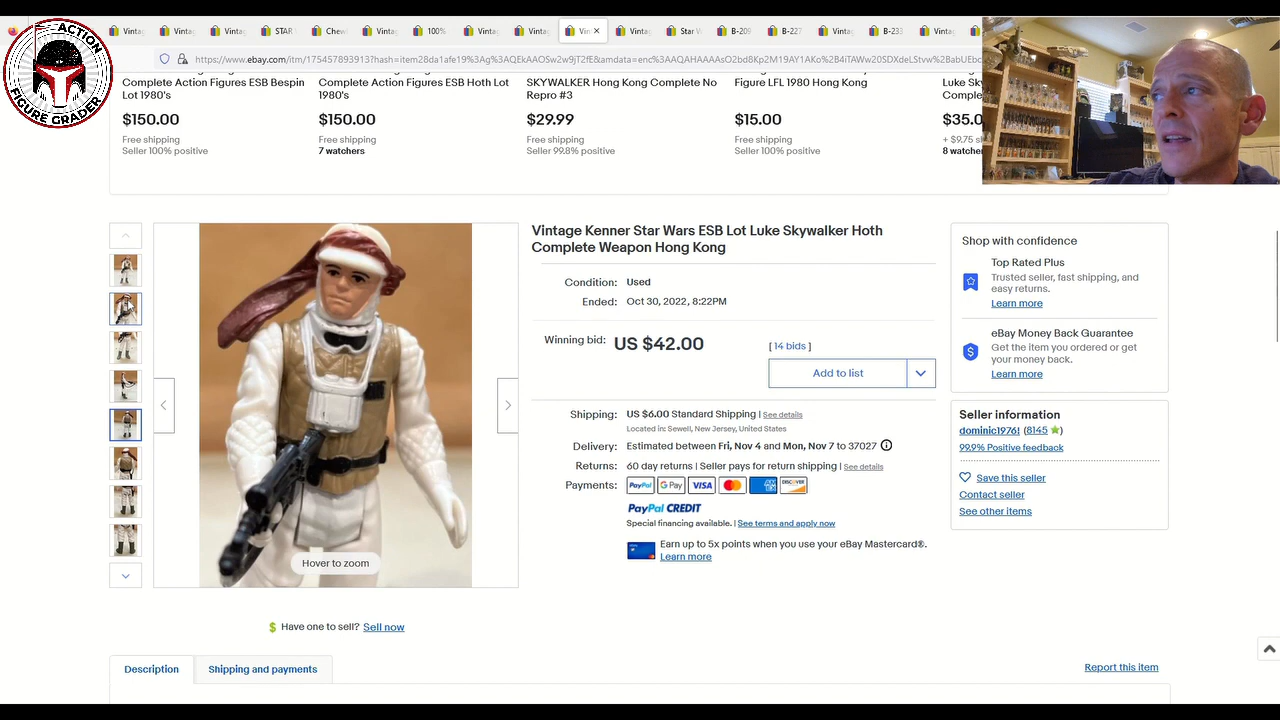 ACTION
FIGURE GRADER
Vintag
Vintag
Vintag
STAR
Chew
Vintag
100%
Vintag
Vintag
Vin
Vintag
Vintag
Star W
B-209
B-227
Vintag
B-233
Vintag
Complete Action Figures ESB Bespin
Lot 1980's
$150.00
Free shipping
Seller 100% positive
Complete Action Figures ESB Hoth Lot
1980's
$150.00
Free shipping
7 watchers
SKYWALKER Hong Kong Complete No
Repro #3
$29.99
Free shipping
Seller 99.8% positive
Figure LFL 1980 Hong Kong
$15.00
Free shipping
Seller 100% positive
Luke Sky
Comple
$35.0
+ $9.75 s
8 watche
Vintage Kenner Star Wars ESB Lot Luke Skywalker Hoth
Complete Weapon Hong Kong
Condition: Used
Ended: Oct 30, 2022, 8:22PM
Winning bid: US $42.00 [ 14 bids ]
Add to list
Shipping: US $6.00 Standard Shipping | See details
Located in: Sewell, New Jersey, United States
Delivery: Estimated between Fri, Nov 4 and Mon, Nov 7 to 37027
Returns: 60 day returns | Seller pays for return shipping | See details
Payments: PayPal G Pay VISA DISCOVER
PayPal CREDIT
Special financing available. | See terms and apply now
Earn up to 5x points when you use your eBay Mastercard®.
Learn more
Hover to zoom
Have one to sell? Sell now
Shop with confidence
Top Rated Plus
Trusted seller, fast shipping, and
easy returns.
Learn more
eBay Money Back Guarantee
Get the item you ordered or get
your money back.
Learn more
Seller information
dominic1976! (8145)
99.9% Positive feedback
Save this seller
Contact seller
See other items
Description
Shipping and payments
Report this item